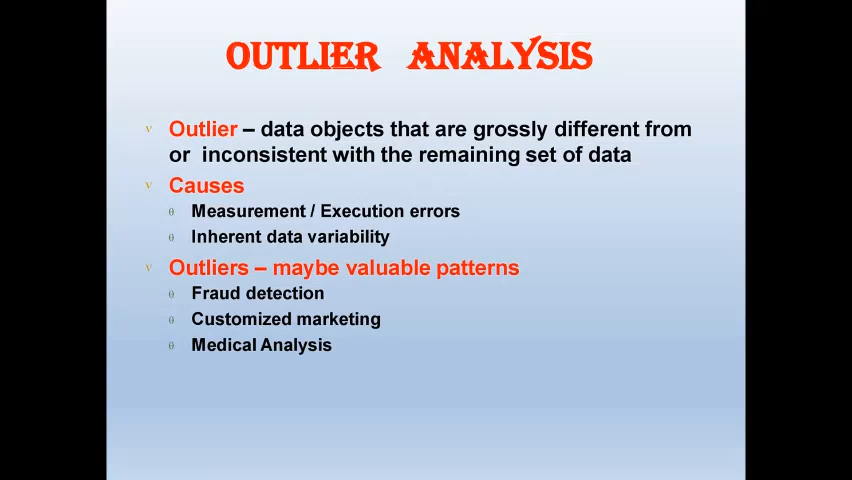 OUTLIER ANALYSIS
v Outlier – data objects that are grossly different from
or inconsistent with the remaining set of data
v Causes
θ Measurement / Execution errors
θ Inherent data variability
v Outliers – maybe valuable patterns
θ Fraud detection
θ Customized marketing
θ Medical Analysis